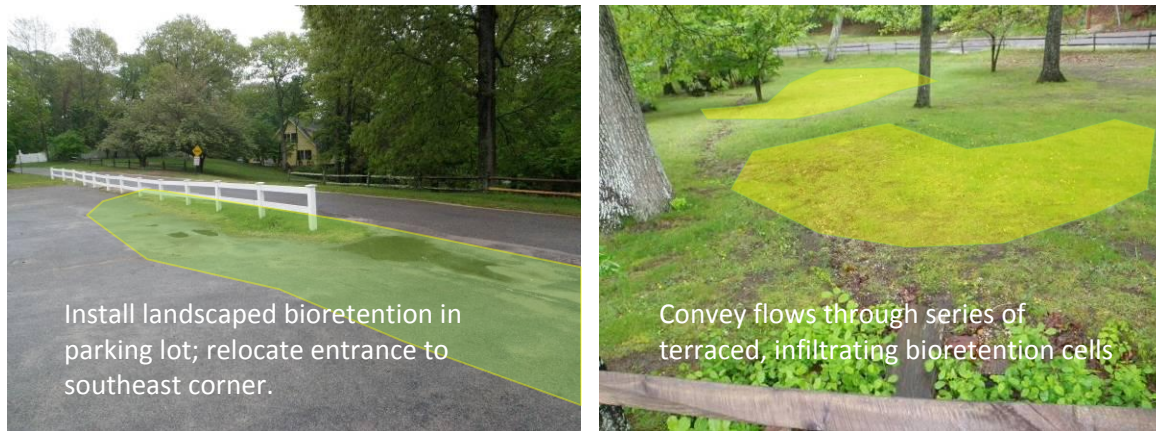 Install landscaped bioretention in
parking lot; relocate entrance to
southeast corner.
Convey flows through series of
terraced, infiltrating bioretention cells